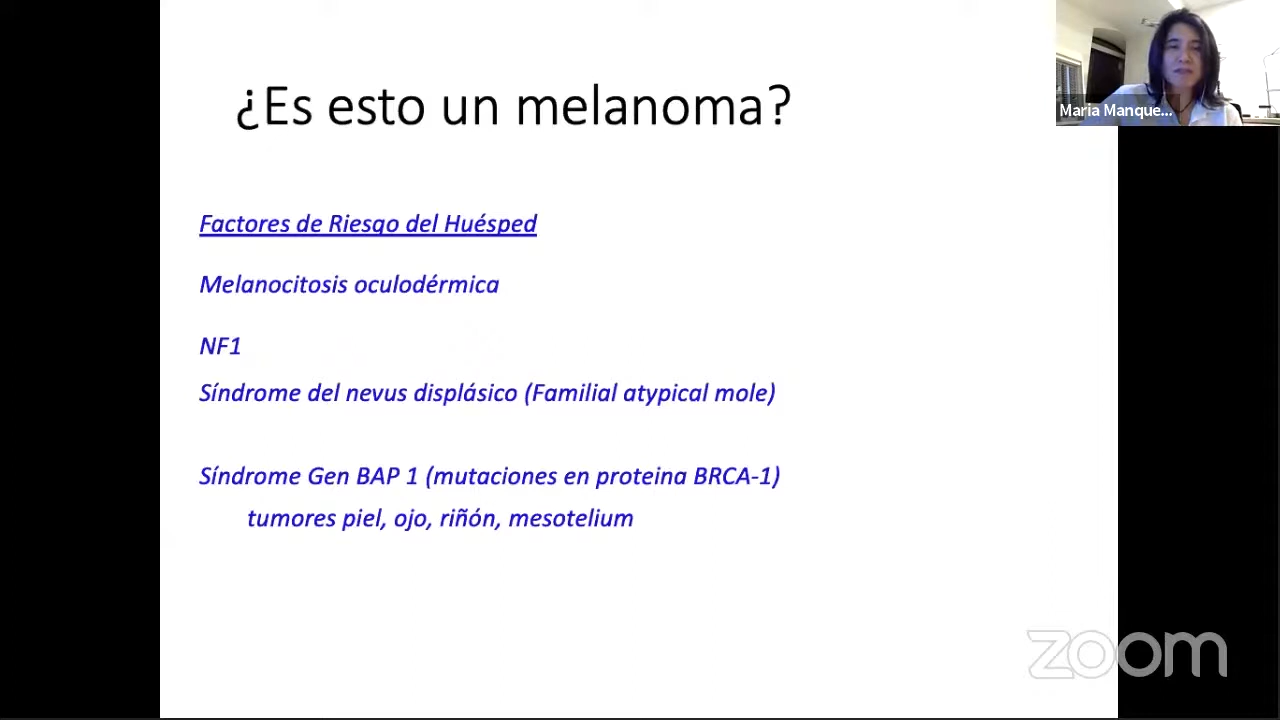 ¿Es esto un melanoma?
Maria Manque...
Factores de Riesgo del Huésped
Melanocitosis oculodérmica
NF1
Síndrome del nevus displásico (Familial atypical mole)
Síndrome Gen BAP 1 (mutaciones en proteina BRCA-1)
tumores piel, ojo, riñón, mesotelium
zoom